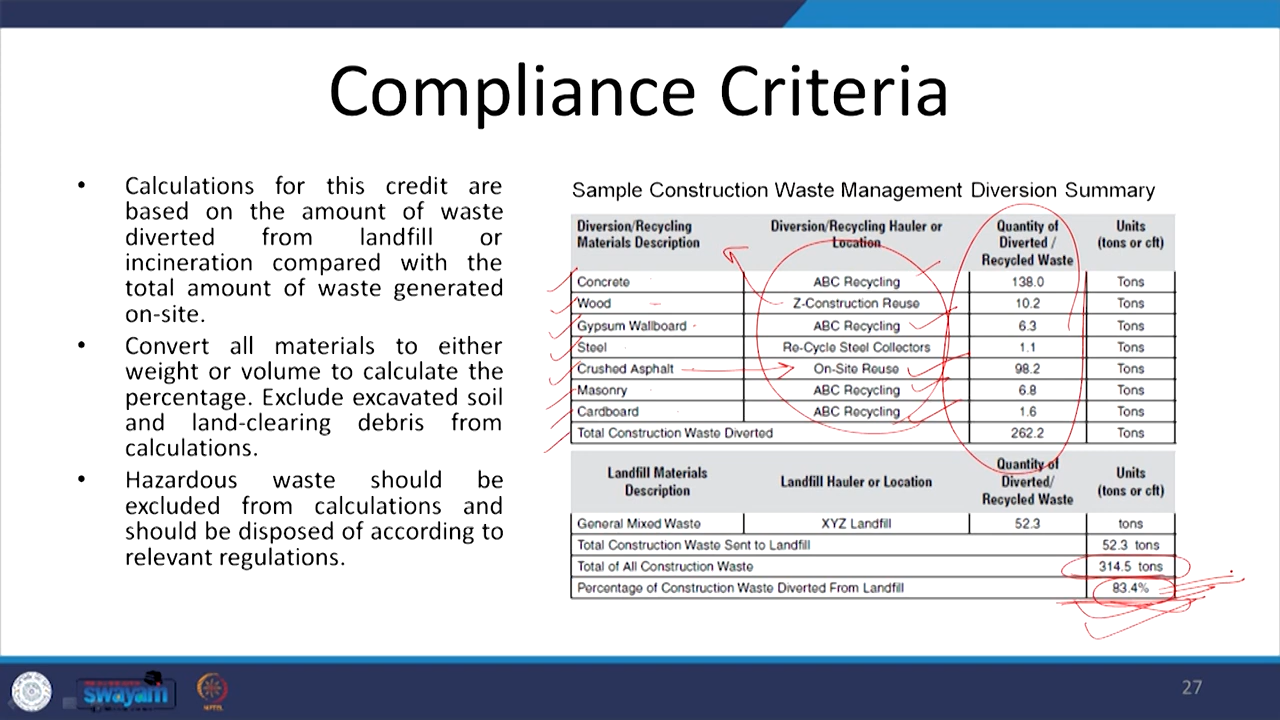 Compliance Criteria
• Calculations for this credit are
based on the amount of waste
diverted from landfill or
incineration compared with the
total amount of waste generated
on-site.
• Convert all materials to either
weight or volume to calculate the
percentage. Exclude excavated soil
and land-clearing debris from
calculations.
• Hazardous waste should be
excluded from calculations and
should be disposed of according to
relevant regulations.
Sample Construction Waste Management Diversion Summary
Diversion/Recycling Materials Description Diversion/Recycling Hauler or Location Quantity of Diverted / Recycled Waste Units (tons or cft)
Concrete ABC Recycling 138.0 Tons
Wood Z-Construction Reuse 10.2 Tons
Gypsum Wallboard ABC Recycling 6.3 Tons
Steel Re-Cycle Steel Collectors 1.1 Tons
Crushed Asphalt On-Site Reuse 98.2 Tons
Masonry ABC Recycling 6.8 Tons
Cardboard ABC Recycling 1.6 Tons
Total Construction Waste Diverted 262.2 Tons
Landfill Materials Description Landfill Hauler or Location Quantity of Diverted/ Recycled Waste Units (tons or cft)
General Mixed Waste XYZ Landfill 52.3 tons
Total Construction Waste Sent to Landfill 52.3 tons
Total of All Construction Waste 314.5 tons
Percentage of Construction Waste Diverted From Landfill 83.4%
swayam
27